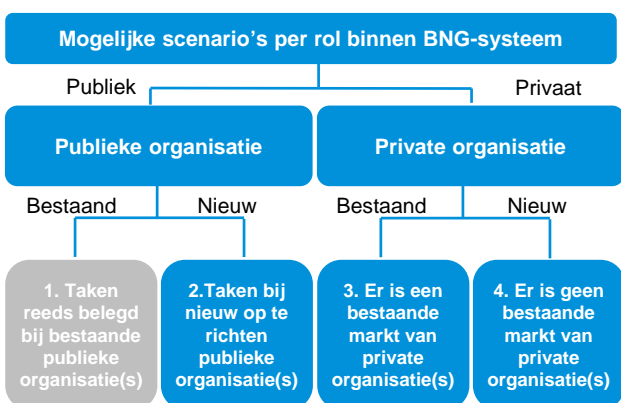 Mogelijke scenario's per rol binnen BNG-systeem
Publiek
Privaat
Publieke organisatie
Private organisatie
Bestaand
Nieuw
Bestaand
Nieuw
1. Taken
reeds belegd
bij bestaande
publieke
organisatie(s)
2.Taken bij
nieuw op te
richten
publieke
organisatie(s)
3. Er is een
bestaande
markt van
private
organisatie(s)
4. Er is geen
bestaande
markt van
private
organisatie(s)